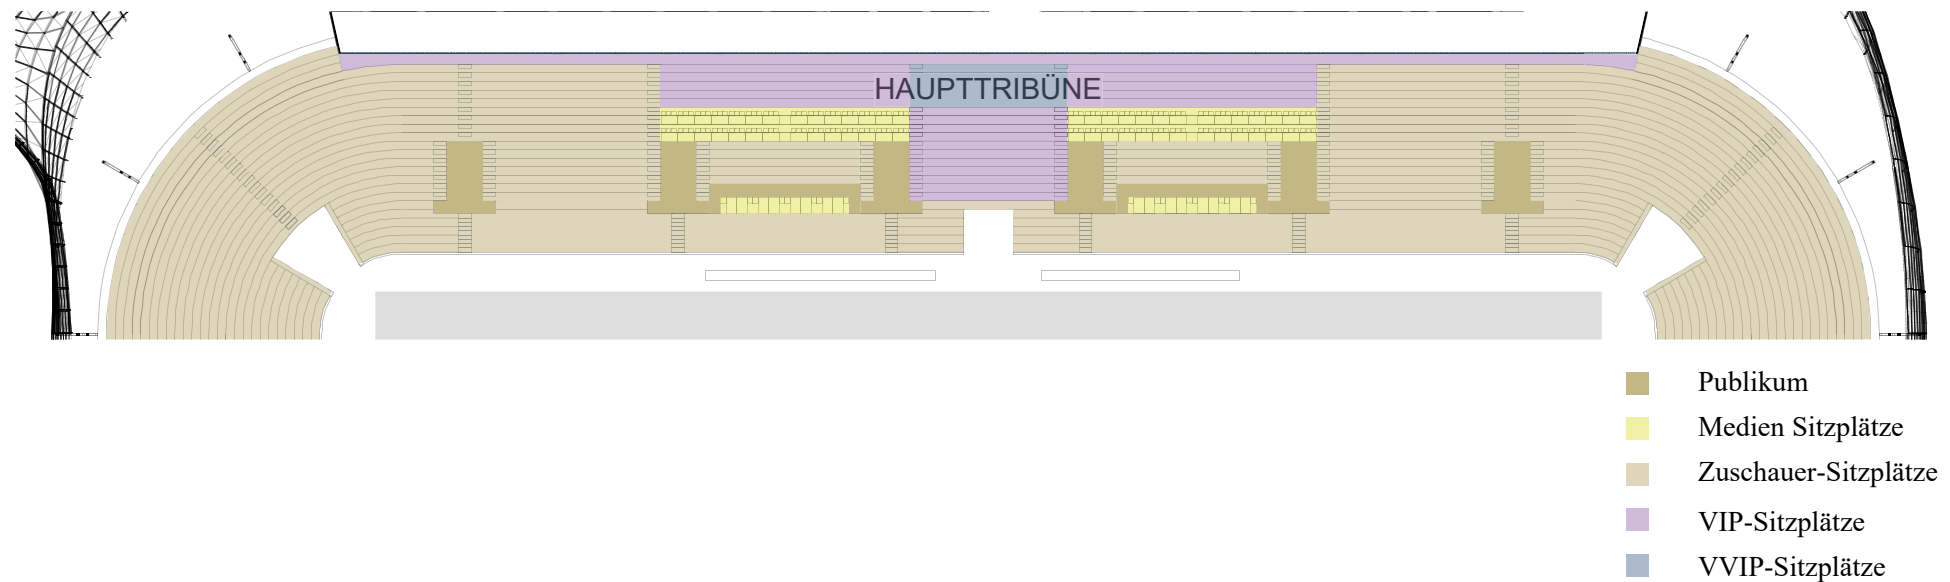 HAUPTTRIBÜNE
Publikum
Medien Sitzplätze
Zuschauer-Sitzplätze
VIP-Sitzplätze
VVIP-Sitzplätze